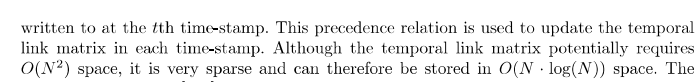 written to at the tth time-stamp. This precedence relation is used to update the temporal
link matrix in each time-stamp. Although the temporal link matrix potentially requires
O(N²) space, it is very sparse and can therefore be stored in O(N · log(N)) space. The